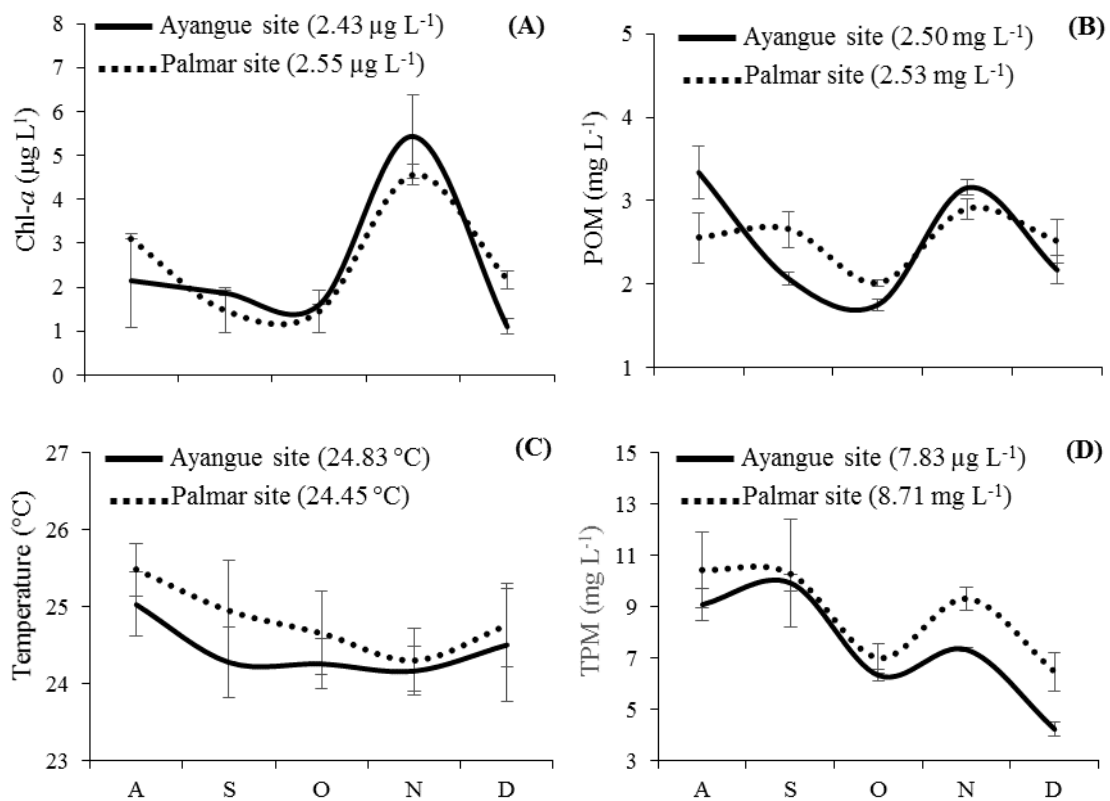 (A)
Ayangue site (2.43 µg L-1)
Palmar site (2.55 µg L-1)
Chl-a (µg L1)
8
7
6
5
4
3
2
1
0
(B)
Ayangue site (2.50 mg L-1)
Palmar site (2.53 mg L-1)
POM (mg L-1)
5
4
3
2
1
(C)
Ayangue site (24.83 °C)
Palmar site (24.45 °C)
Temperature (°C)
27
26
25
24
23
A S O N D
(D)
Ayangue site (7.83 µg L-1)
Palmar site (8.71 mg L-1)
TPM (mg L-1)
15
13
11
9
7
5
3
A S O N D